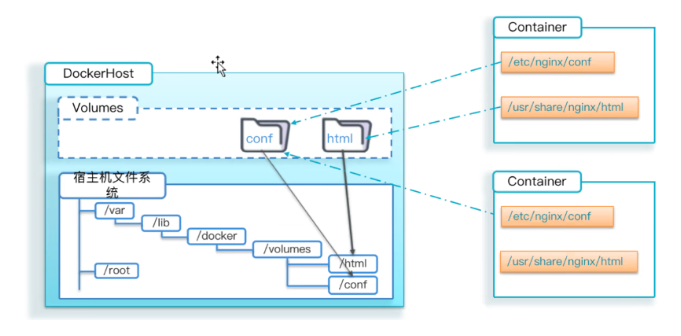 DockerHost
Volumes
conf
html
宿主机文件系
统
/var
/lib
/docker
/volumes
/html
/root
/conf
Container
/etc/nginx/conf
/usr/share/nginx/html
Container
/etc/nginx/conf
/usr/share/nginx/html